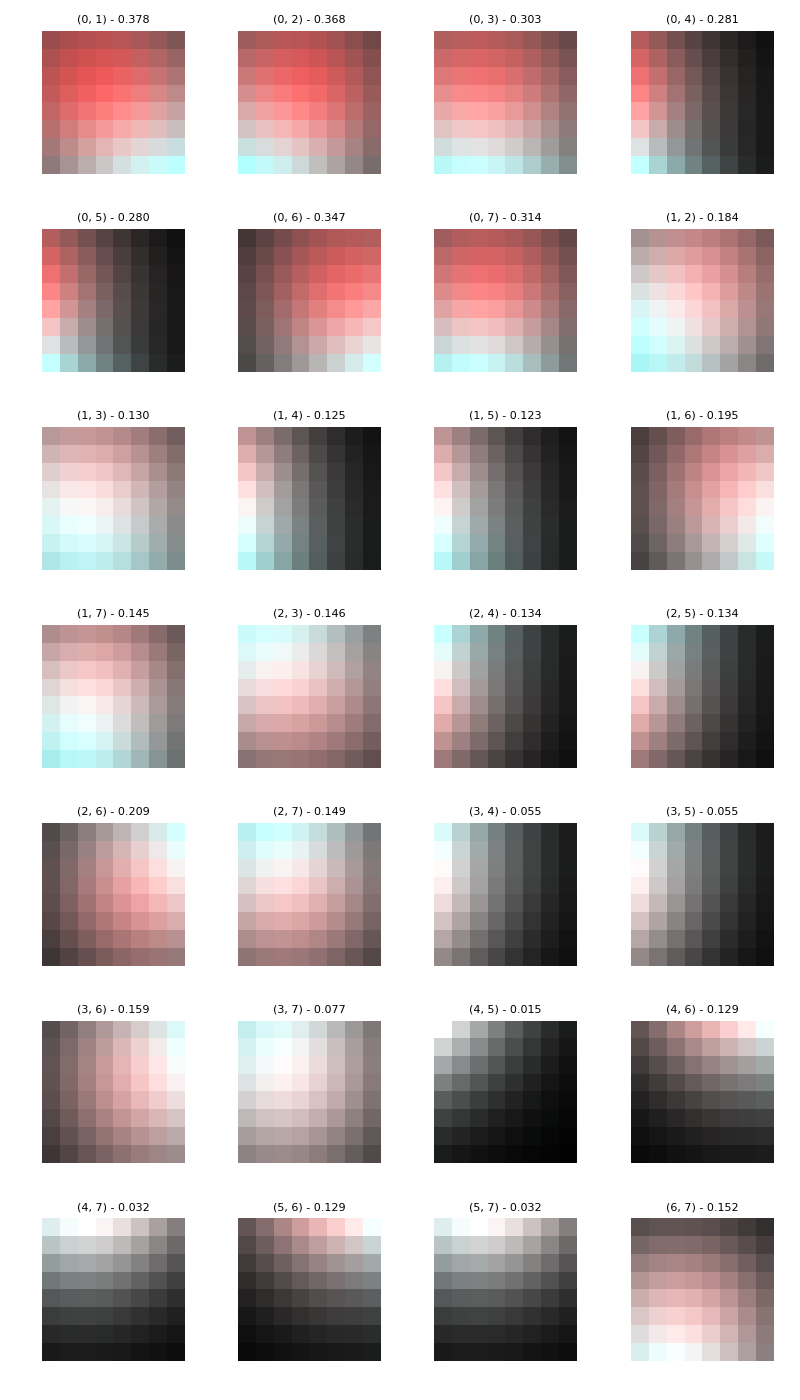 (0, 1) - 0.378 (0, 2) - 0.368 (0, 3) - 0.303 (0, 4) - 0.281
(0, 5) - 0.280 (0, 6) - 0.347 (0, 7) - 0.314 (1, 2) - 0.184
(1, 3) - 0.130 (1, 4) - 0.125 (1, 5) - 0.123 (1, 6) - 0.195
(1, 7) - 0.145 (2, 3) - 0.146 (2, 4) - 0.134 (2, 5) - 0.134
(2, 6) - 0.209 (2, 7) - 0.149 (3, 4) - 0.055 (3, 5) - 0.055
(3, 6) - 0.159 (3, 7) - 0.077 (4, 5) - 0.015 (4, 6) - 0.129
(4, 7) - 0.032 (5, 6) - 0.129 (5, 7) - 0.032 (6, 7) - 0.152